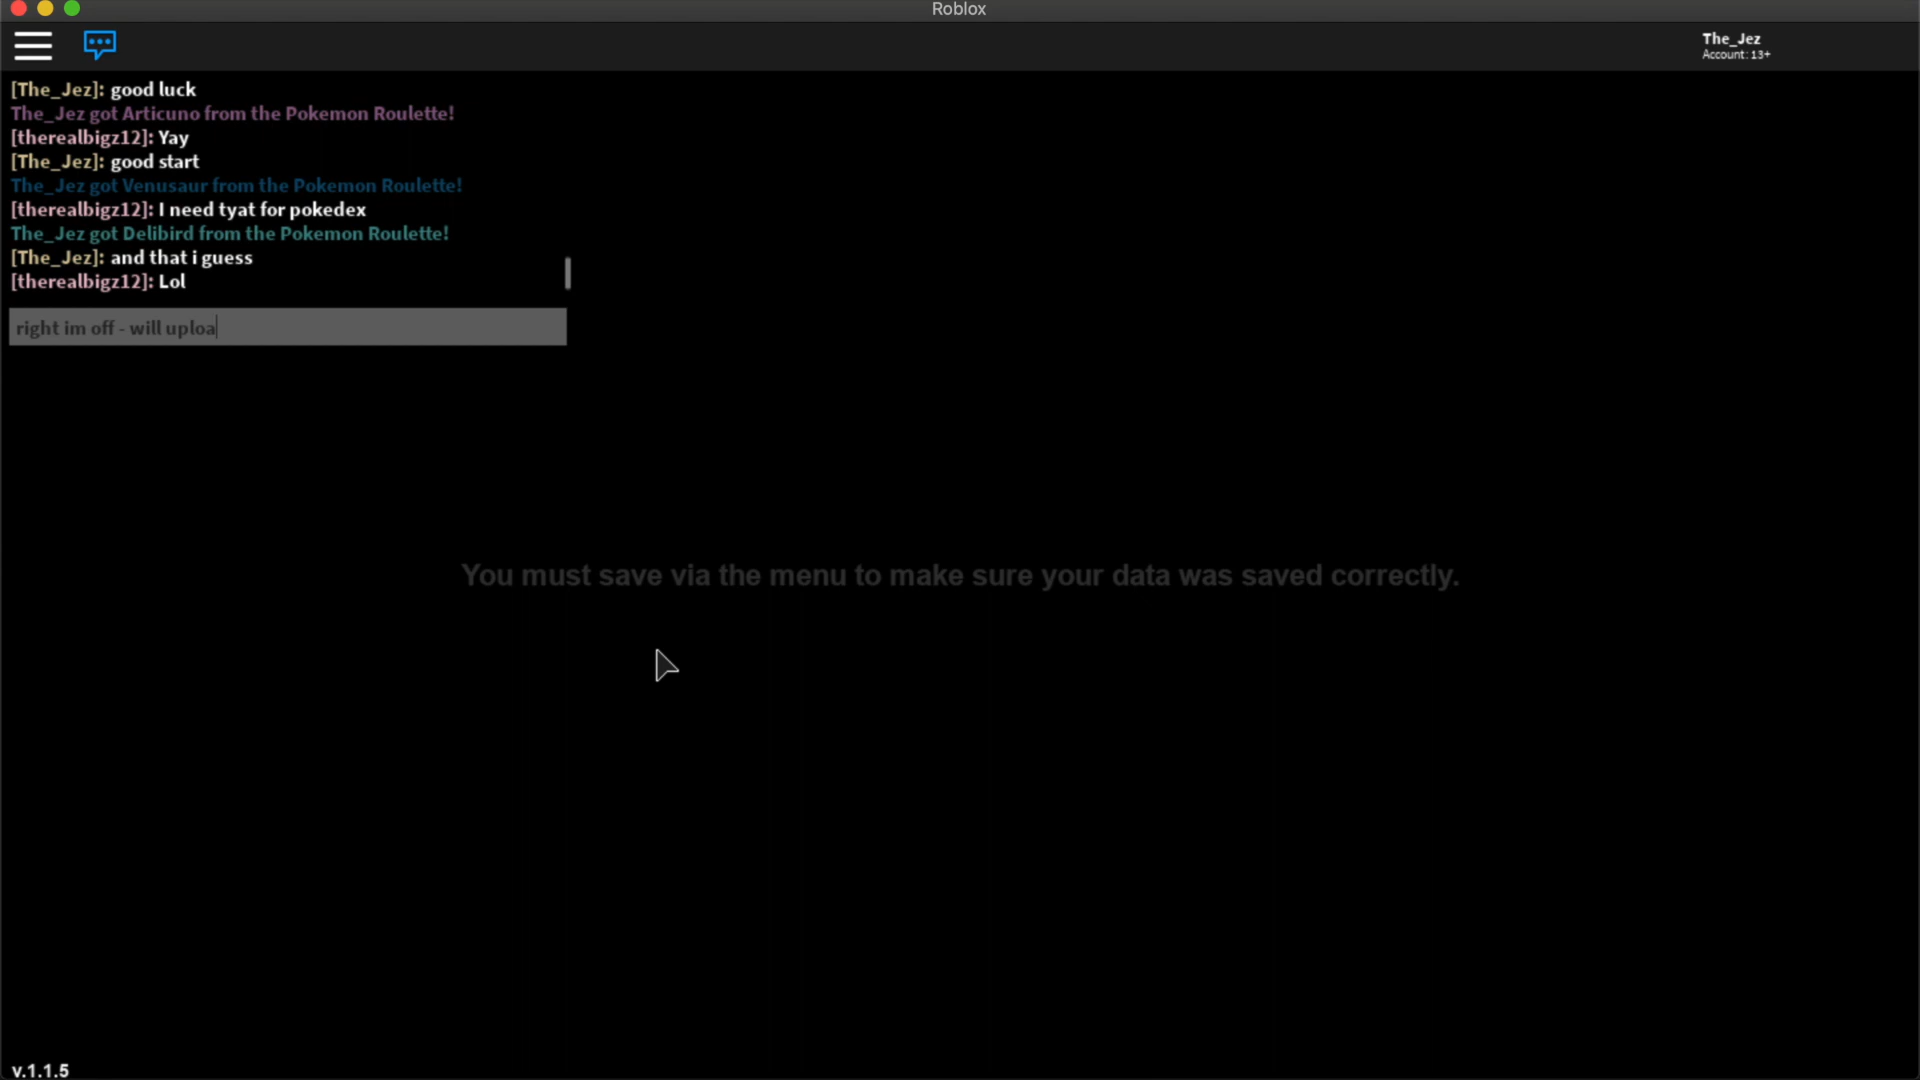 Roblox
The_Jez
Account: 13+
[The_Jez]: good luck
The_Jez got Articuno from the Pokemon Roulette!
[therealbigz12]: Yay
[The_Jez]: good start
The_Jez got Venusaur from the Pokemon Roulette!
[therealbigz12]: I need tyat for pokedex
The_Jez got Delibird from the Pokemon Roulette!
[The_Jez]: and that i guess
[therealbigz12]: Lol
right im off - will uploa
You must save via the menu to make sure your data was saved correctly.
v.1.1.5